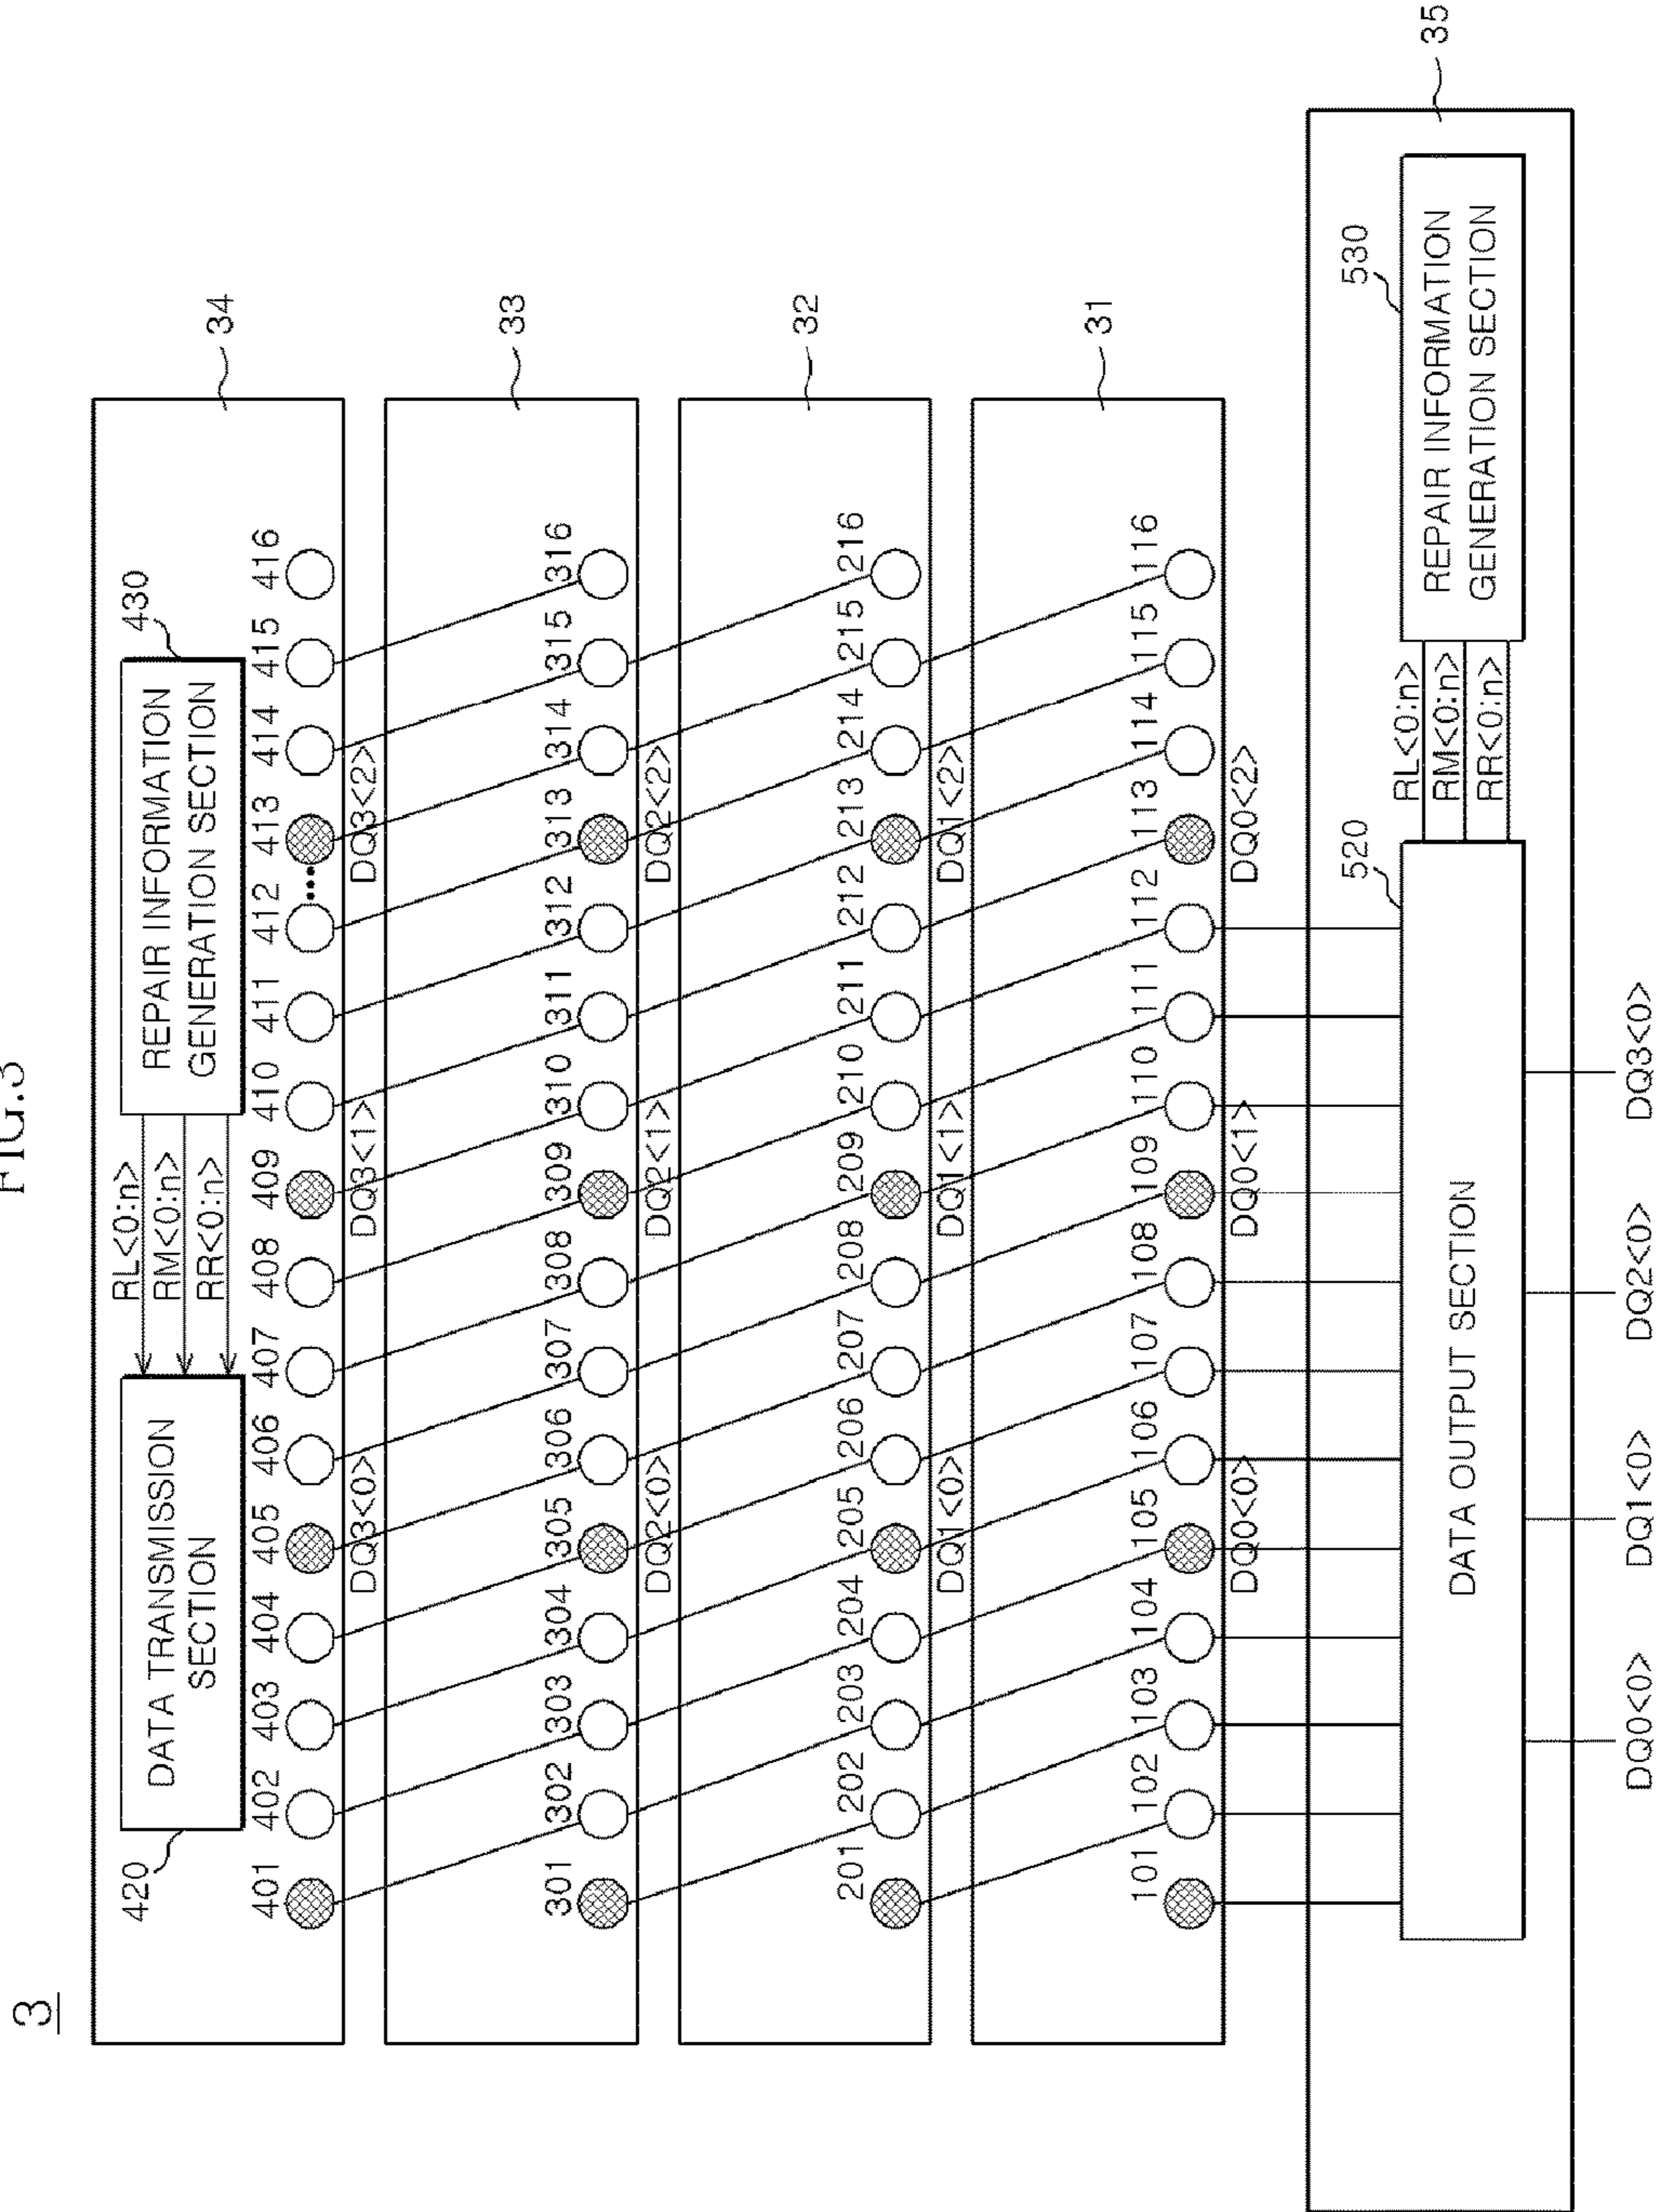 FIG.3
3
34
420
DATA TRANSMISSION
SECTION
RL<0:n>
RM<0:n>
RR<0:n>
REPAIR INFORMATION
GENERATION SECTION
430
401 402 403 404 405 406 407 408 409 410 411 412 413 414 415 416
DQ3<0> DQ3<1> DQ3<2>
33
301 302 303 304 305 306 307 308 309 310 311 312 313 314 315 316
DQ2<0> DQ2<1> DQ2<2>
32
201 202 203 204 205 206 207 208 209 210 211 212 213 214 215 216
DQ1<0> DQ1<1> DQ1<2>
31
101 102 103 104 105 106 107 108 109 110 111 112 113 114 115 116
DQ0<0> DQ0<1> DQ0<2>
35
520
DATA OUTPUT SECTION
RL<0:n>
RM<0:n>
RR<0:n>
530
REPAIR INFORMATION
GENERATION SECTION
DQ0<0> DQ1<0> DQ2<0> DQ3<0>